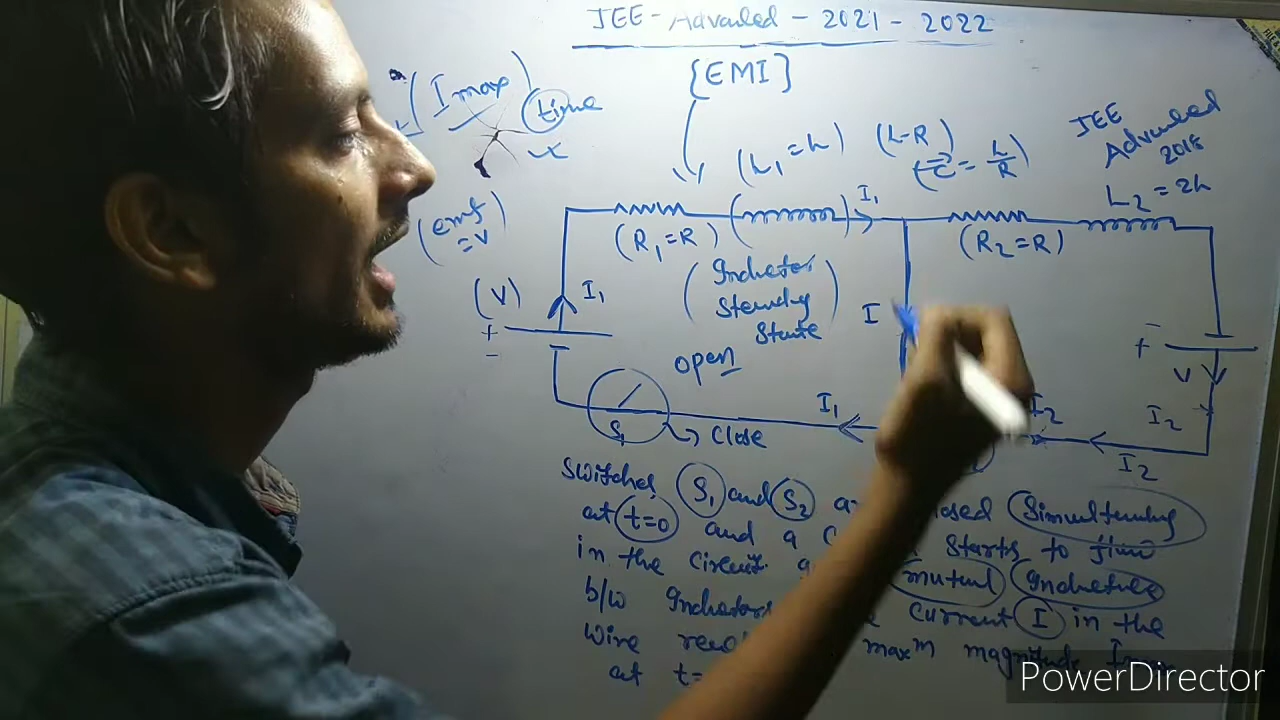 JEE-Advanced-2021-2022
[EMI]
(Imax) time
(emf = V)
(L1 = L)
(L-R)
(τ = L/R)
JEE
Advanced
2018
L2 = 2L
I1
(R1=R)
(R2=R)
(Inductor
Steady
State)
(V)
I1
+
-
I
open
-
+
V
I1
I2
I2
I2
S1
Close
Switches S1 and S2 closed Simultaneously
at t=0 and a starts to flow
in the circuit mutual Inductance
b/w Inductors current I in the
wire maxm magnitude
at t=
PowerDirector